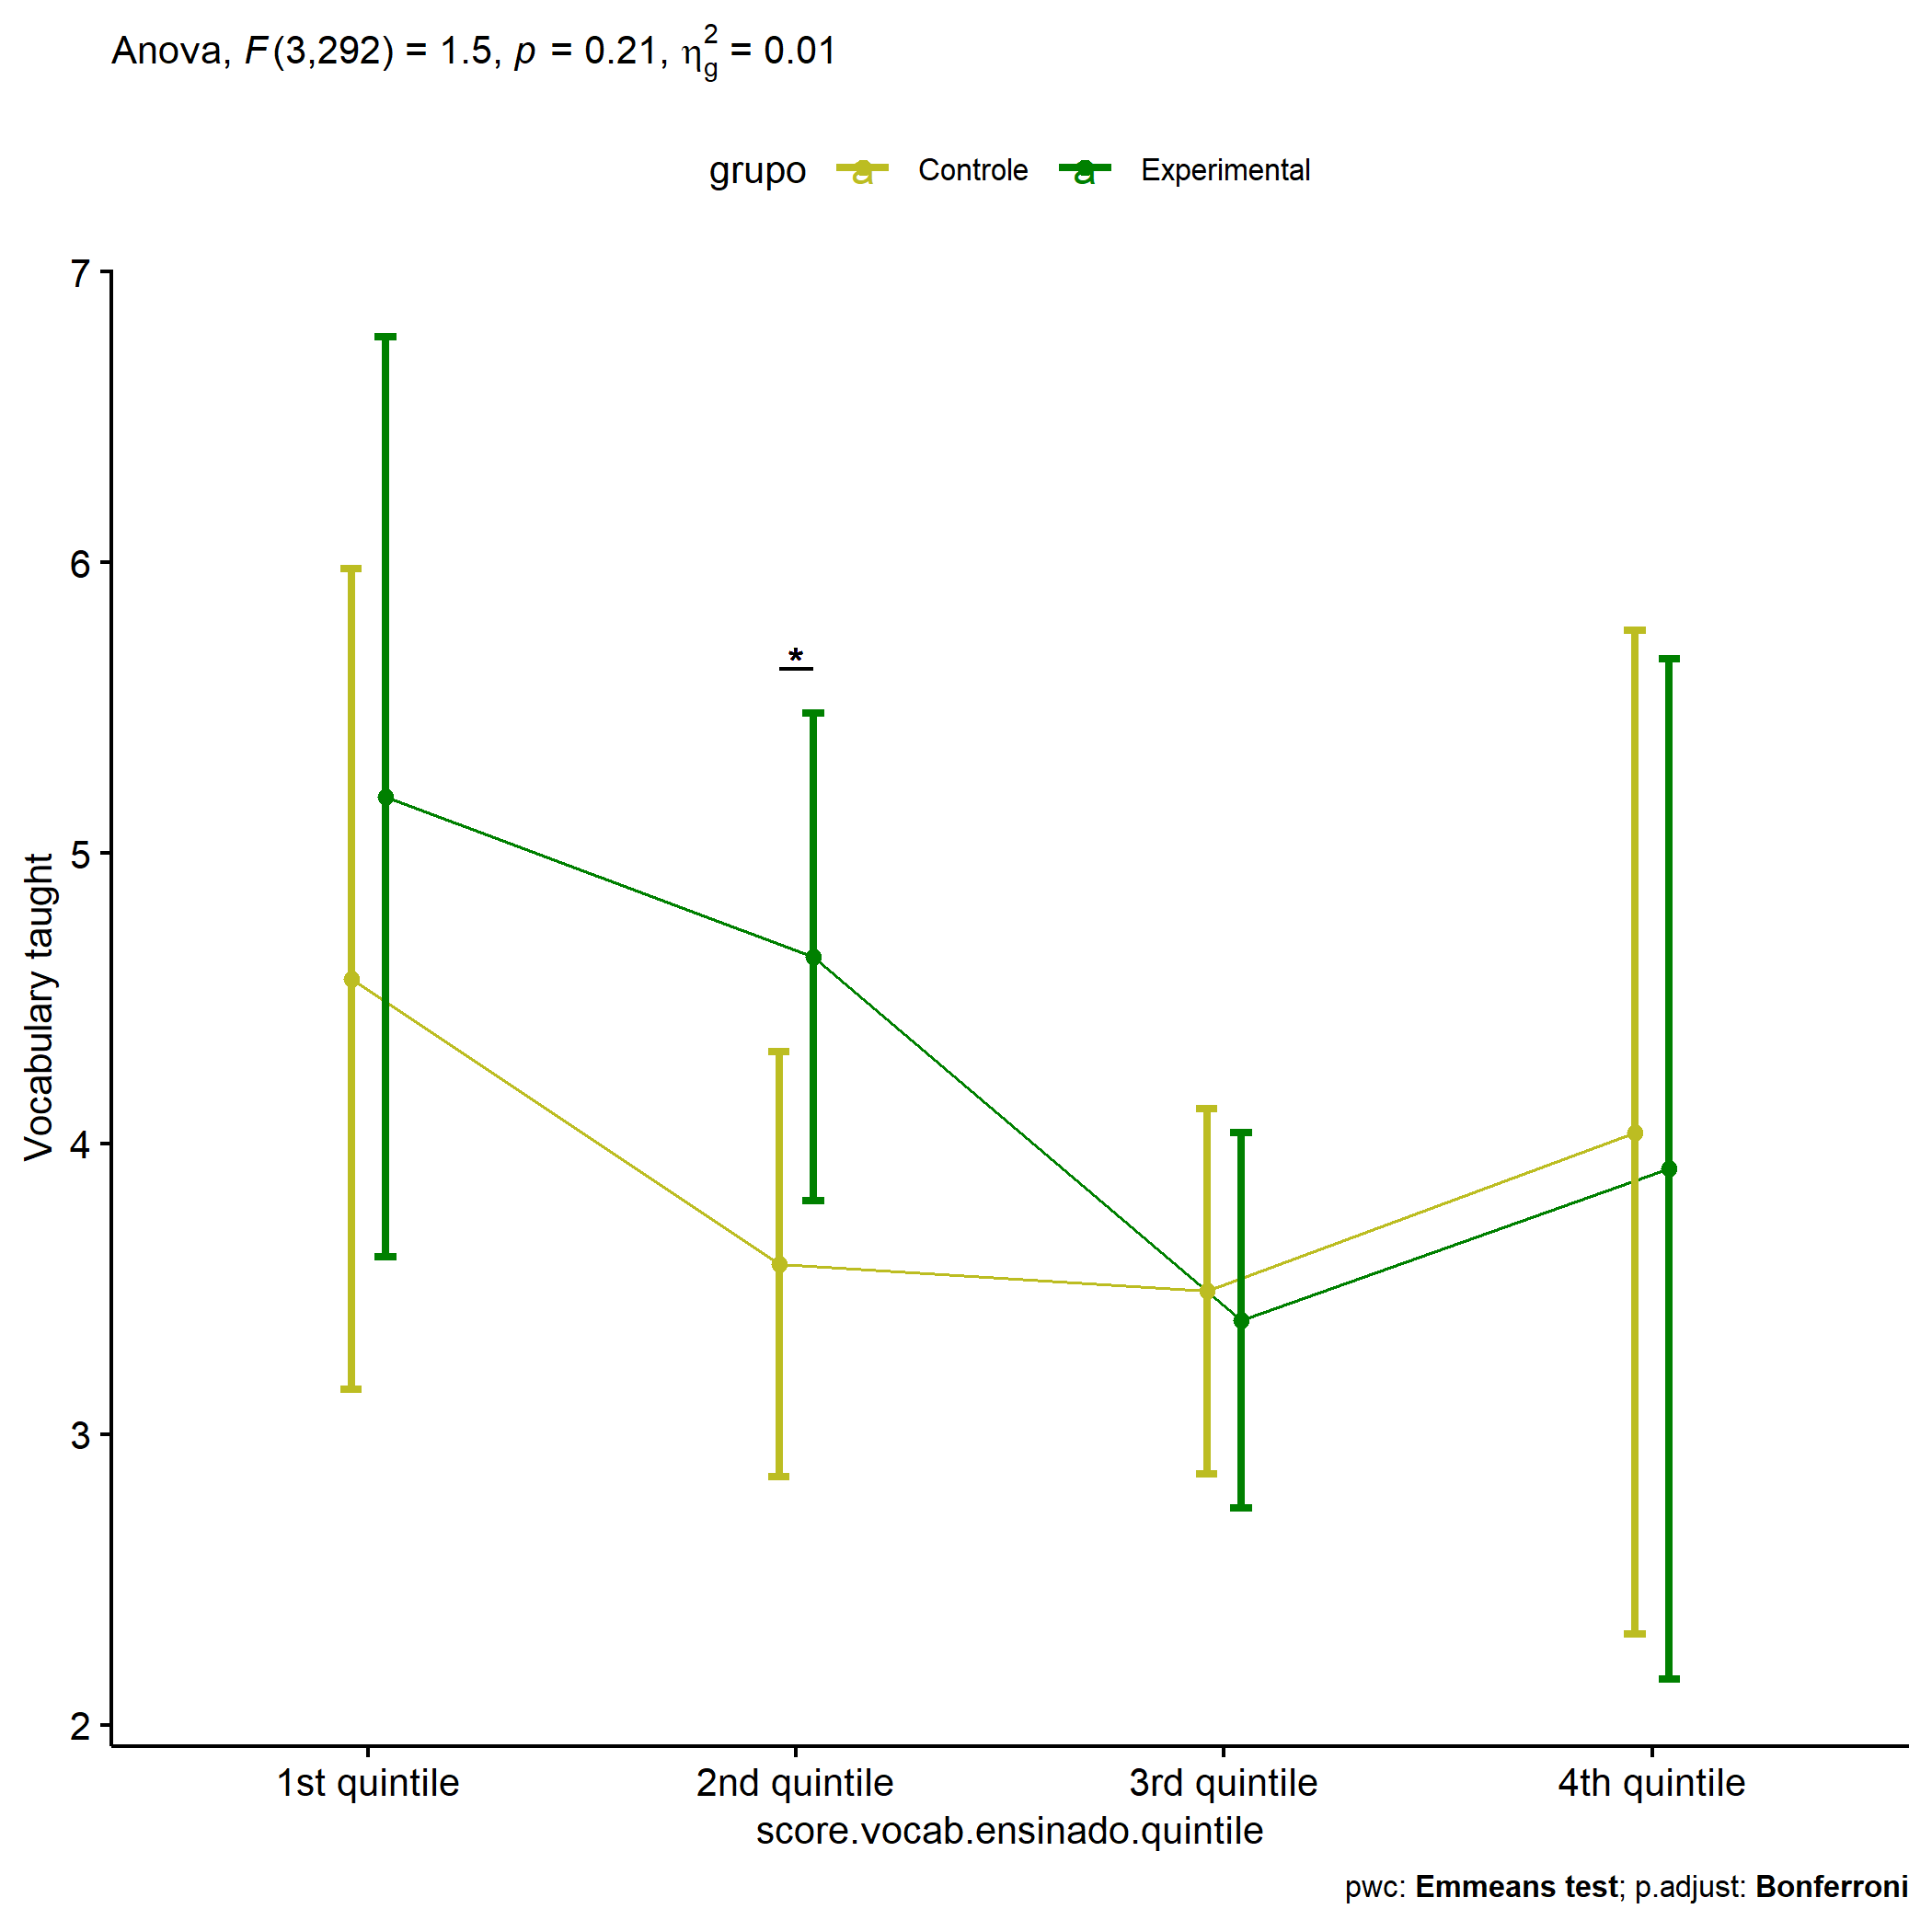 Anova, F(3,292) = 1.5, p = 0.21, η²g = 0.01
grupo a Controle a Experimental
7
6
5
4
3
2
Vocabulary taught
*
1st quintile 2nd quintile 3rd quintile 4th quintile
score.vocab.ensinado.quintile
pwc: Emmeans test; p.adjust: Bonferroni